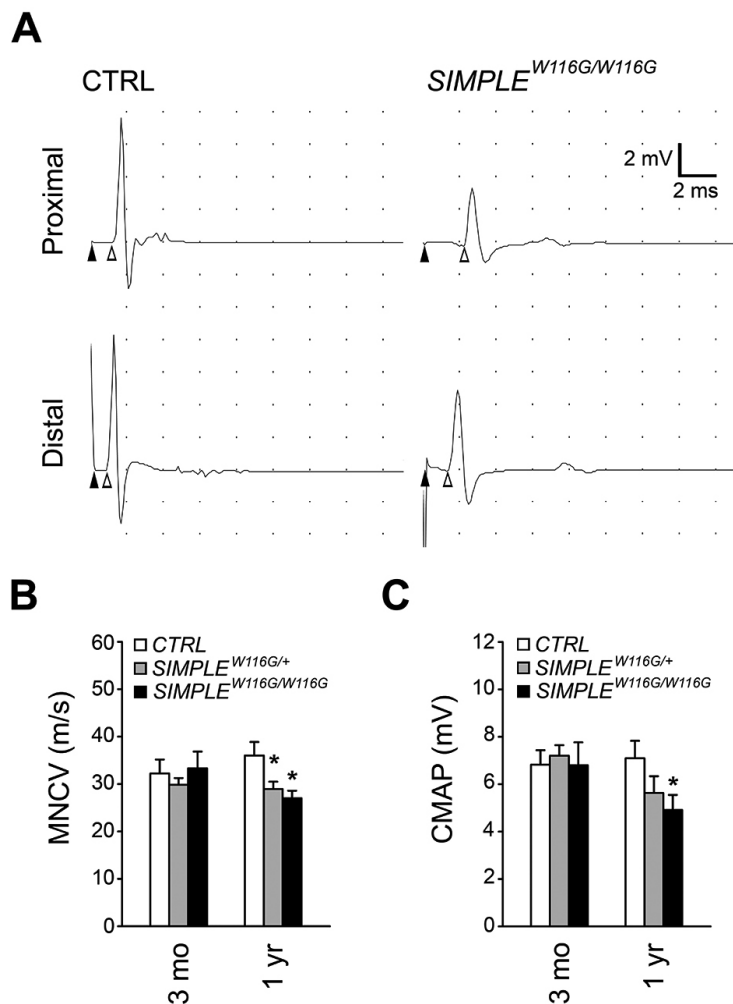 A
CTRL
SIMPLE W116G/W116G
Proximal
2 mV
2 ms
Distal
B
60
50
40
30
20
10
0
MNCV (m/s)
CTRL
SIMPLE W116G/+
SIMPLE W116G/W116G
* *
3 mo
1 yr
C
12
10
8
6
4
2
0
CMAP (mV)
CTRL
SIMPLE W116G/+
SIMPLE W116G/W116G
*
3 mo
1 yr